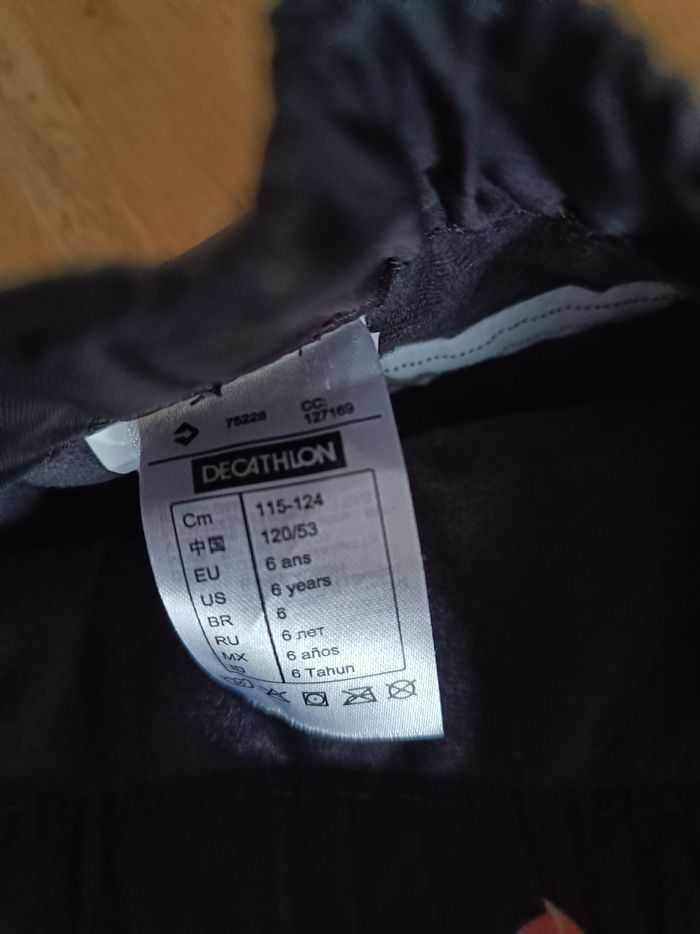 75228 CC:
127169
DECATHLON
Cm 115-124
中国 120/53
EU 6 ans
US 6 years
BR 6
RU 6 лет
MX 6 años
ID 6 Tahun